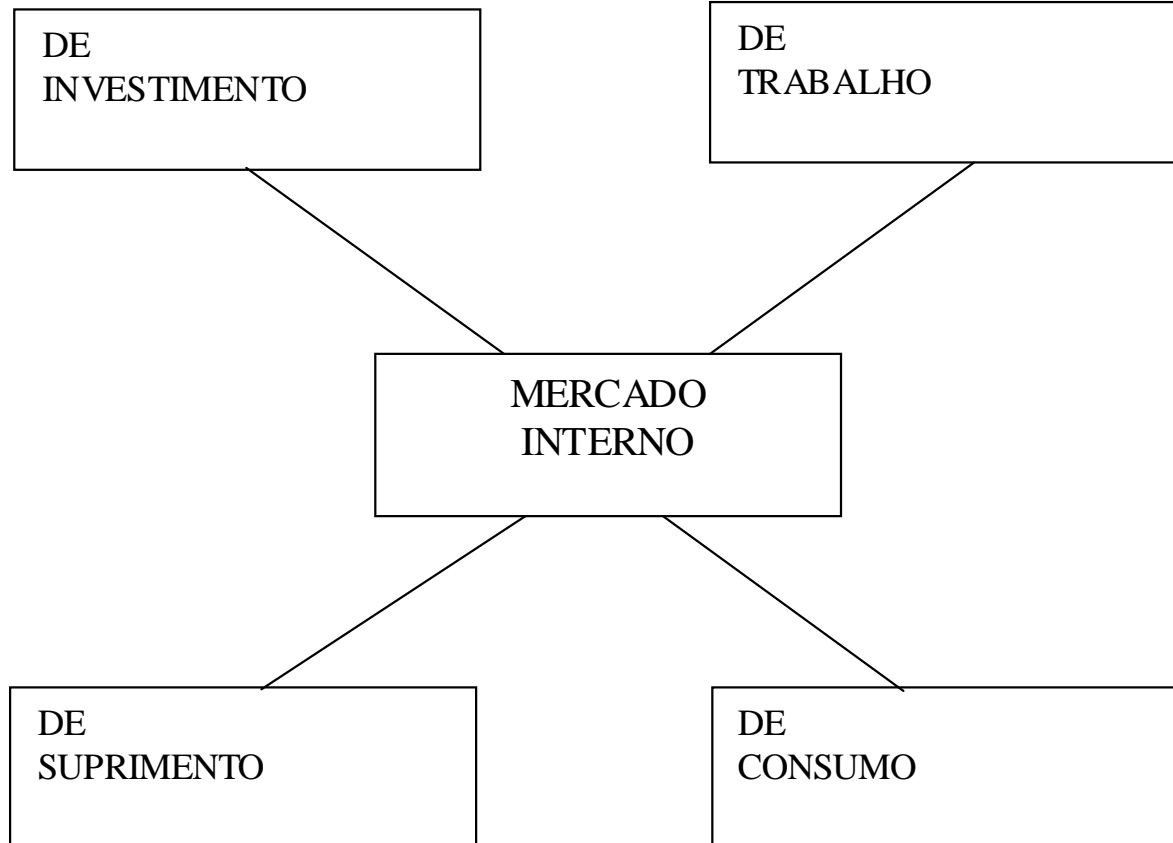 DE
INVESTIMENTO
DE
TRABALHO
MERCADO
INTERNO
DE
SUPRIMENTO
DE
CONSUMO